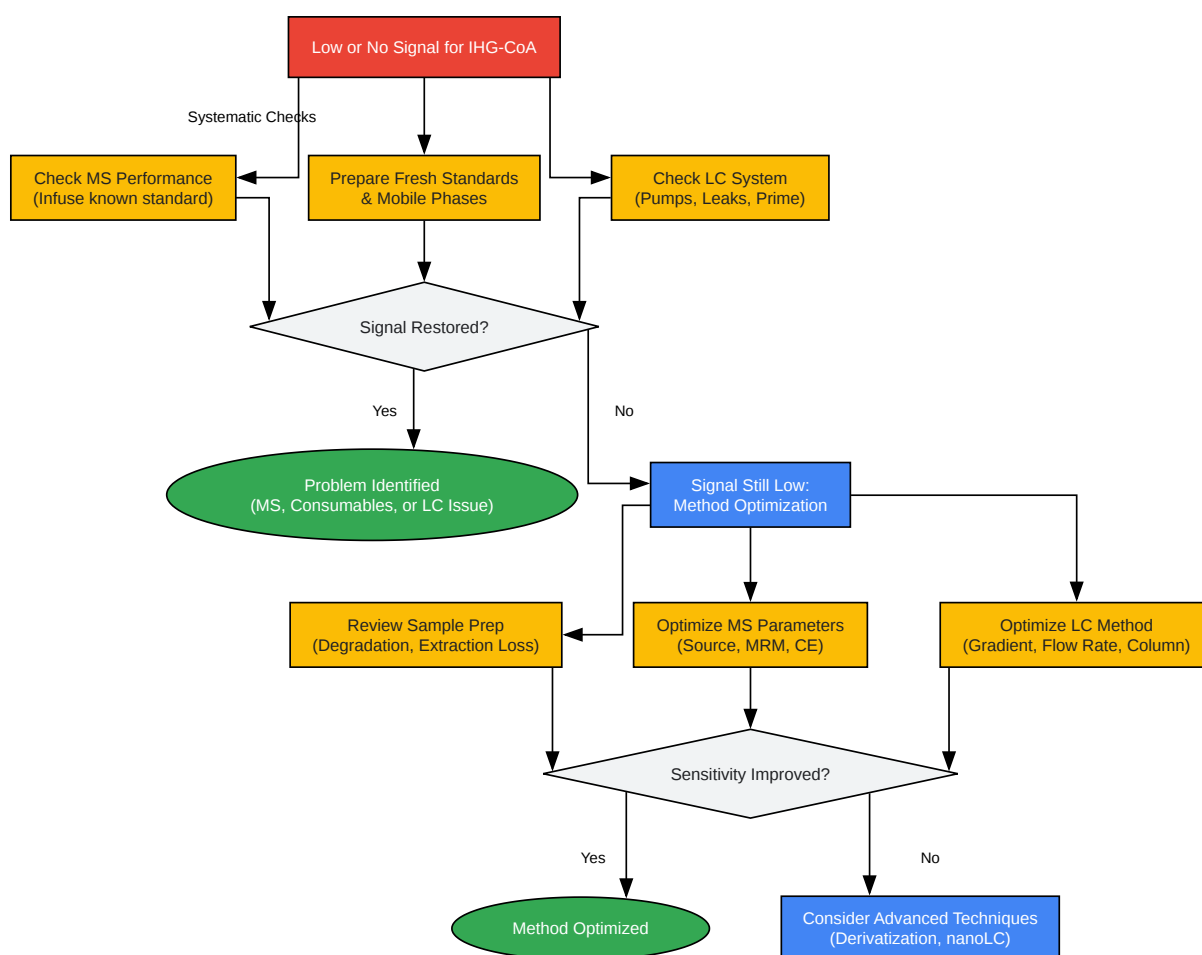 Low or No Signal for IHG-CoA
Systematic Checks
Check MS Performance
(Infuse known standard)
Prepare Fresh Standards
& Mobile Phases
Check LC System
(Pumps, Leaks, Prime)
Signal Restored?
Yes
No
Problem Identified
(MS, Consumables, or LC Issue)
Signal Still Low:
Method Optimization
Review Sample Prep
(Degradation, Extraction Loss)
Optimize MS Parameters
(Source, MRM, CE)
Optimize LC Method
(Gradient, Flow Rate, Column)
Sensitivity Improved?
Yes
No
Method Optimized
Consider Advanced Techniques
(Derivatization, nanoLC)